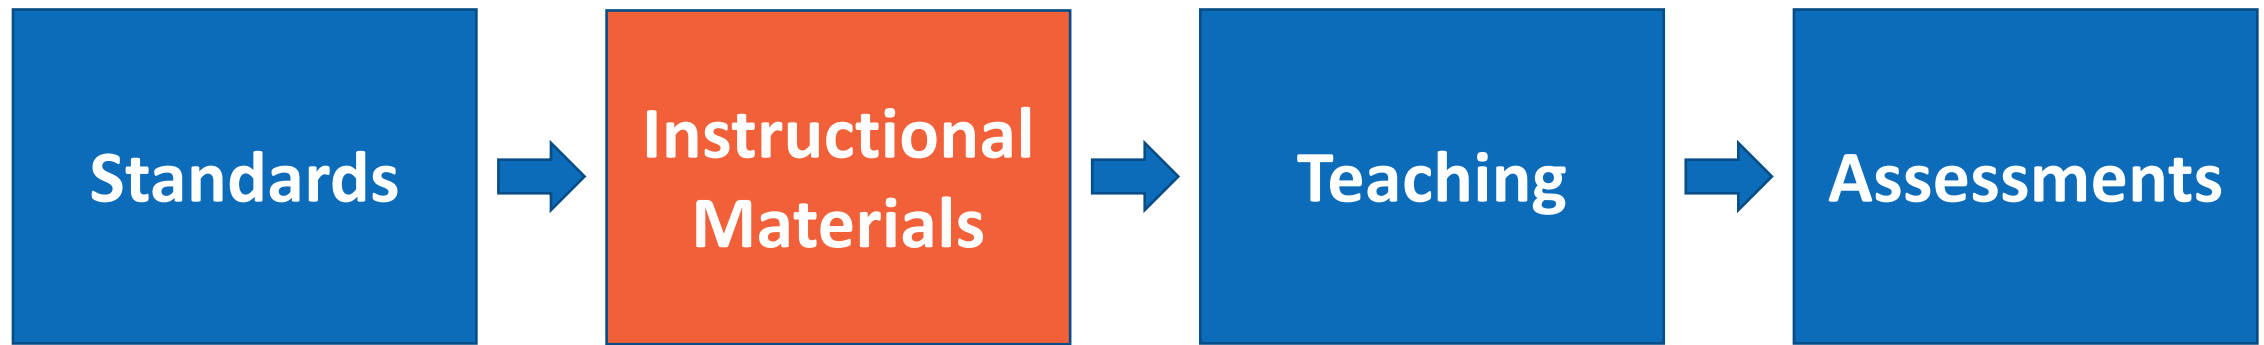 Standards
Instructional
Materials
Teaching
Assessments